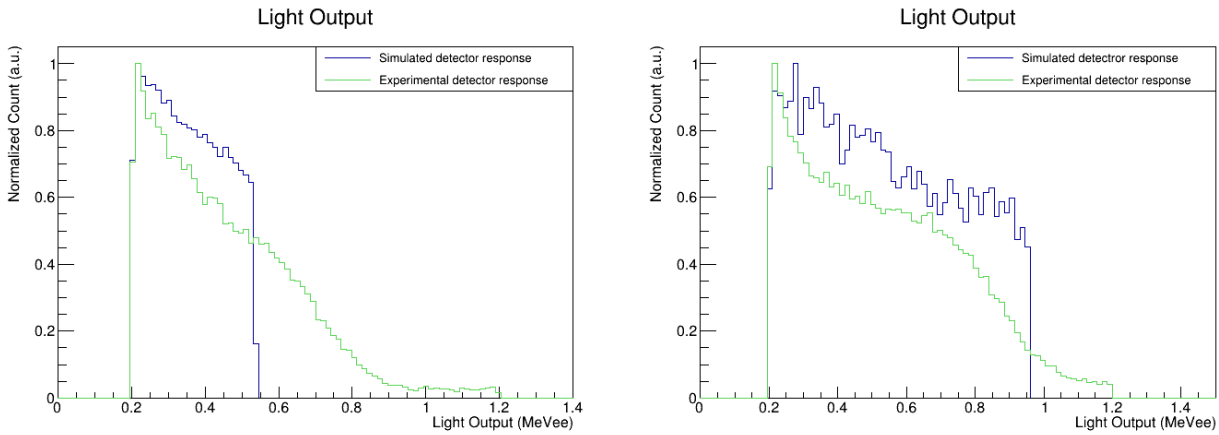 Light Output
Normalized Count (a.u.)
Simulated detector response
Experimental detector response
1
0.8
0.6
0.4
0.2
0
0 0.2 0.4 0.6 0.8 1 1.2 1.4
Light Output (MeVee)
Light Output
Normalized Count (a.u.)
Simulated detectror response
Experimental detector response
1
0.8
0.6
0.4
0.2
0
0 0.2 0.4 0.6 0.8 1 1.2 1.4
Light Output (MeVee)